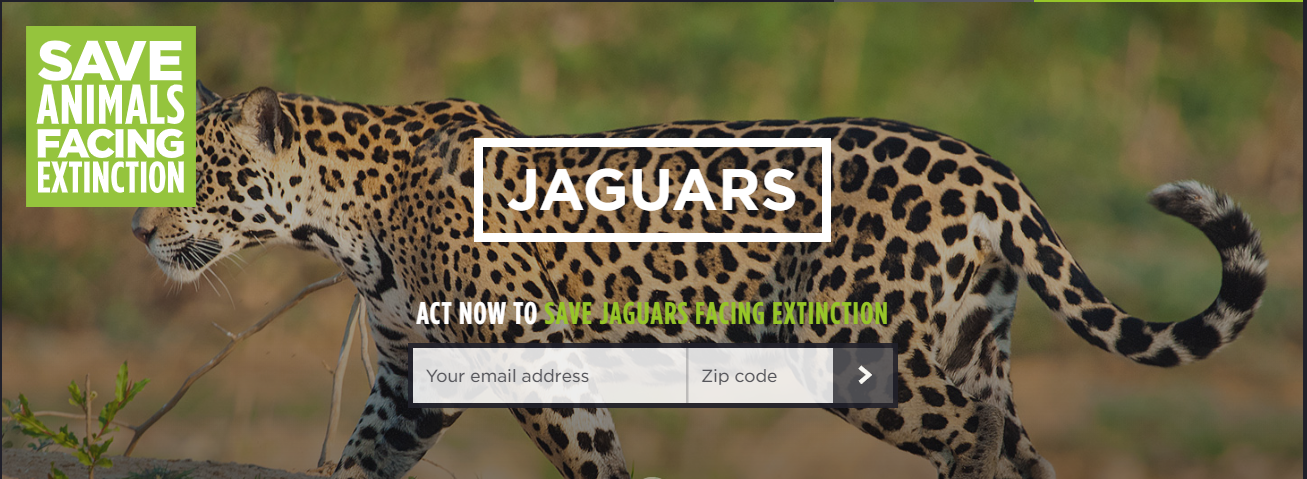 SAVE
ANIMALS
FACING
EXTINCTION
JAGUARS
ACT NOW TO SAVE JAGUARS FACING EXTINCTION
Your email address
Zip code